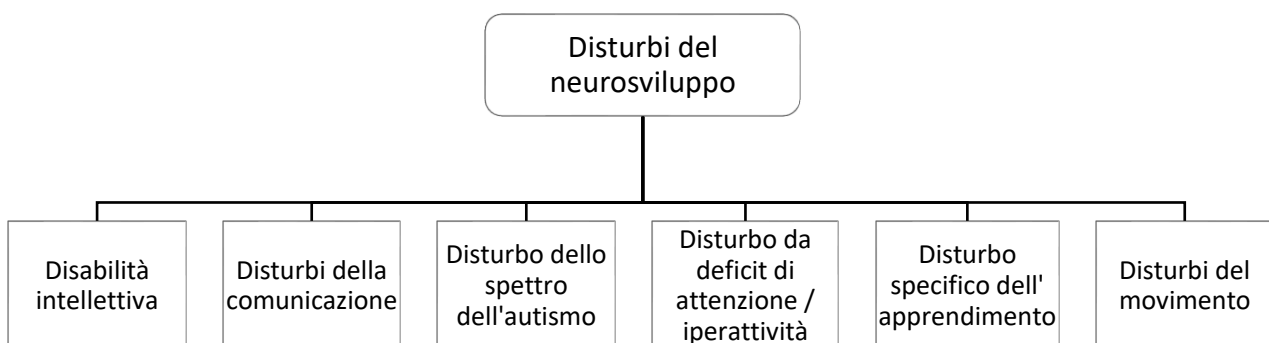 Disturbi del
neurosviluppo
Disabilità
intellettiva
Disturbi della
comunicazione
Disturbo dello
spettro
dell'autismo
Disturbo da
deficit di
attenzione /
iperattività
Disturbo
specifico dell'
apprendimento
Disturbi del
movimento